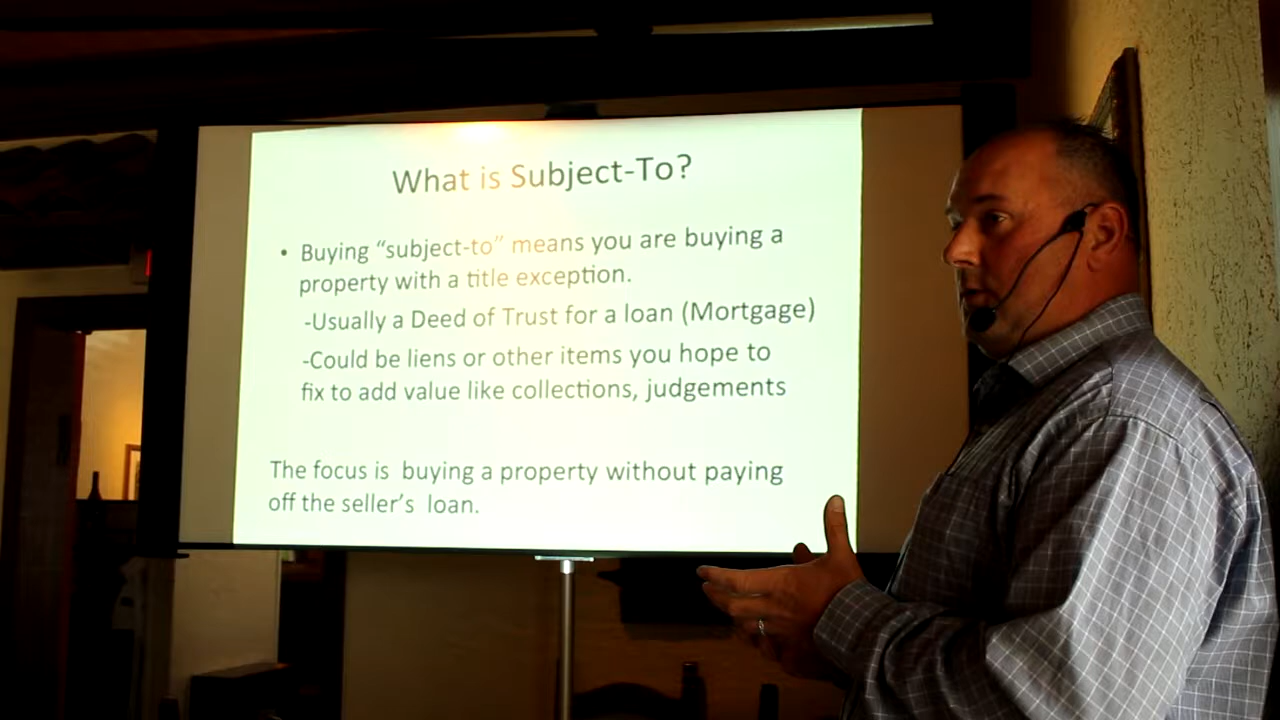 What is Subject-To?
• Buying “subject-to” means you are buying a
property with a title exception.
-Usually a Deed of Trust for a loan (Mortgage)
-Could be liens or other items you hope to
fix to add value like collections, judgements
The focus is buying a property without paying
off the seller’s loan.